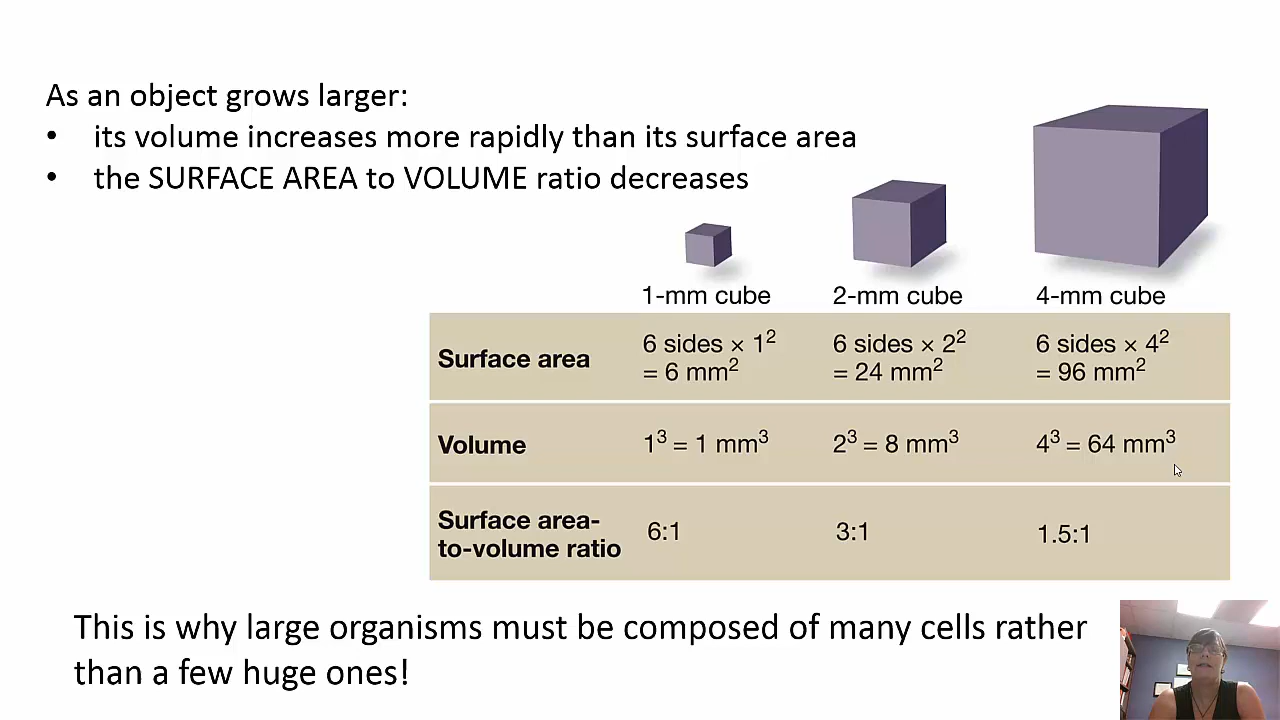 As an object grows larger:
• its volume increases more rapidly than its surface area
• the SURFACE AREA to VOLUME ratio decreases
1-mm cube 2-mm cube 4-mm cube
Surface area 6 sides × 1² = 6 mm² 6 sides × 2² = 24 mm² 6 sides × 4² = 96 mm²
Volume 1³ = 1 mm³ 2³ = 8 mm³ 4³ = 64 mm³
Surface area-to-volume ratio 6:1 3:1 1.5:1
This is why large organisms must be composed of many cells rather
than a few huge ones!